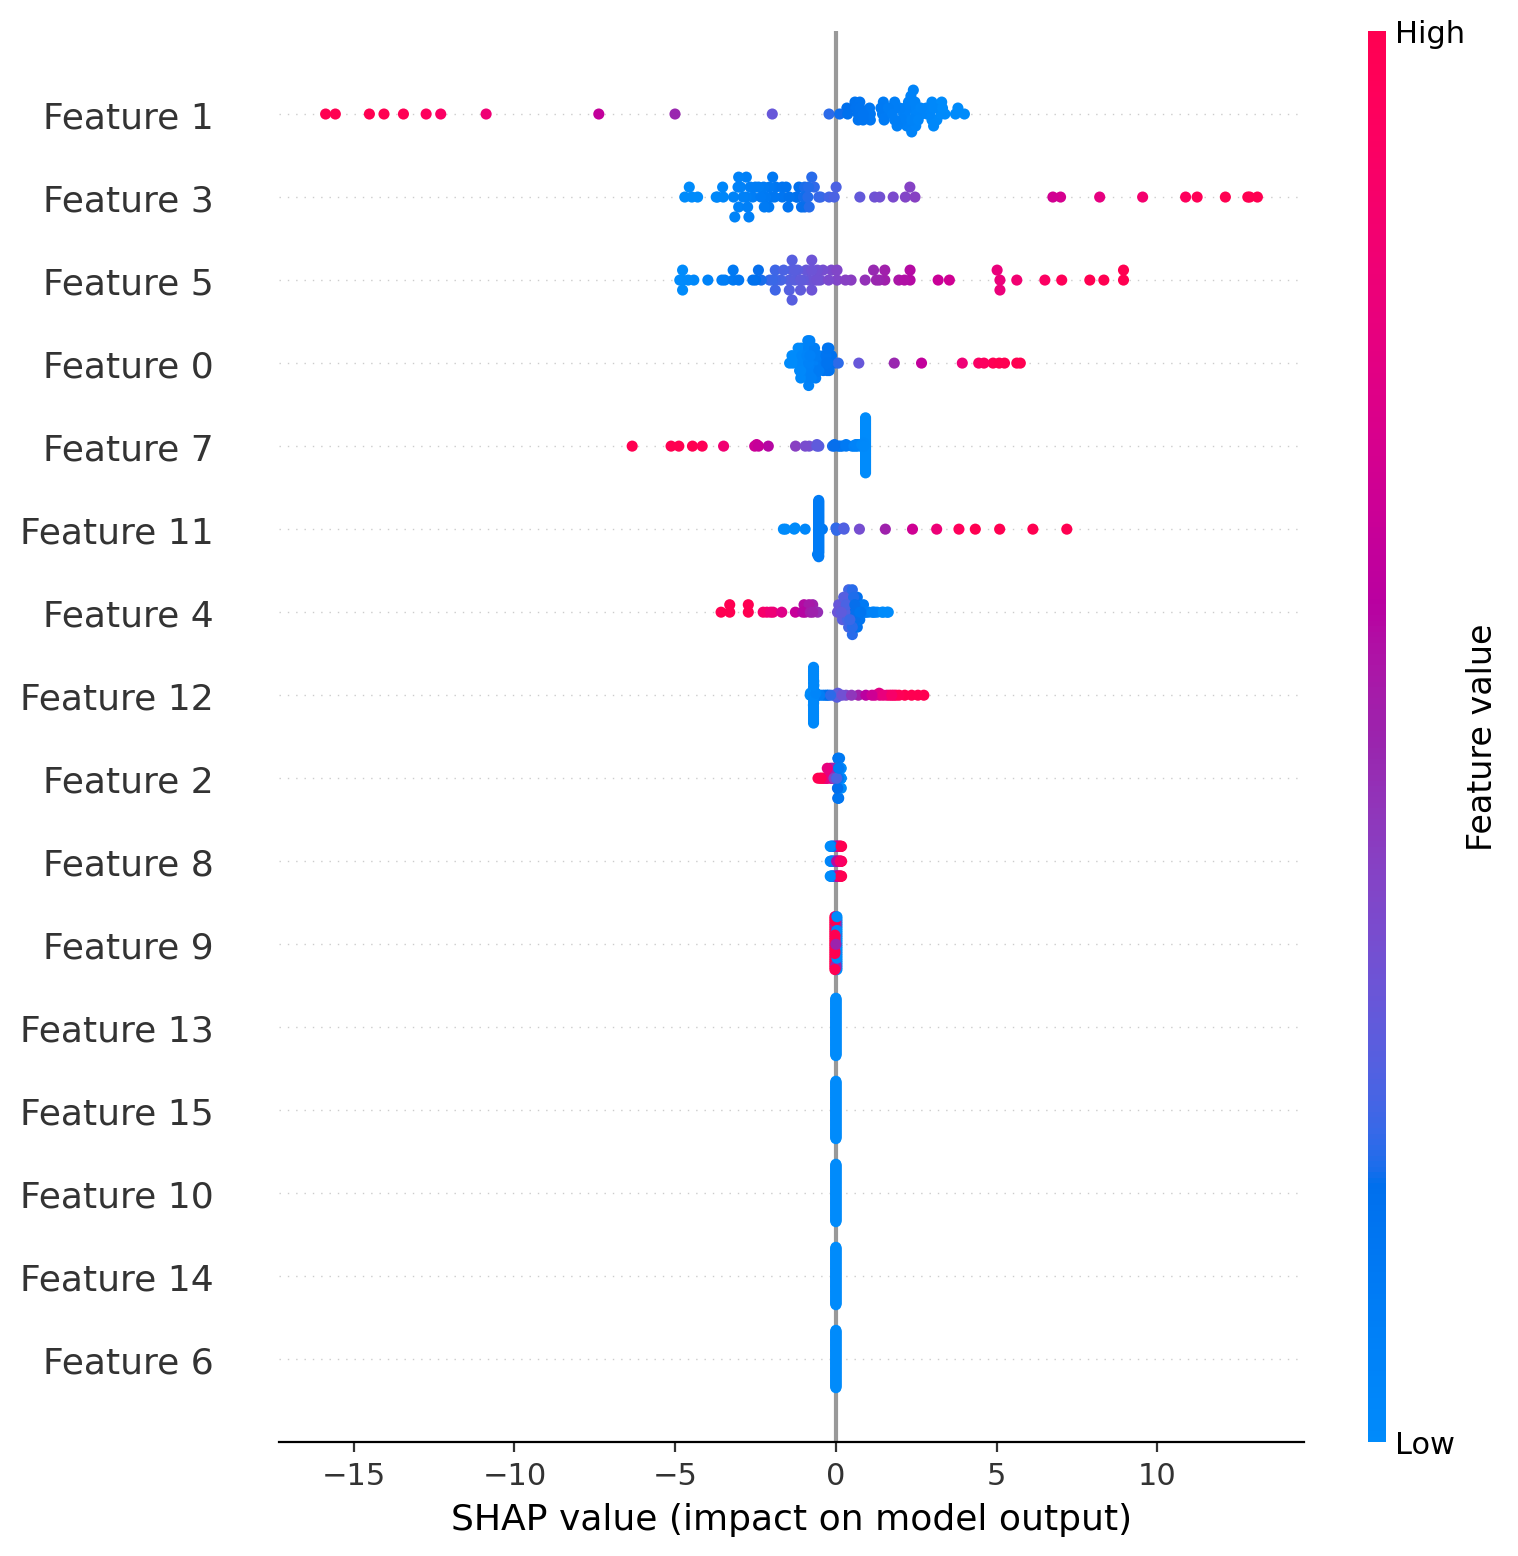 High
Feature 1
Feature 3
Feature 5
Feature 0
Feature 7
Feature 11
Feature 4
Feature 12
Feature 2
Feature 8
Feature 9
Feature 13
Feature 15
Feature 10
Feature 14
Feature 6
Feature value
Low
−15 −10 −5 0 5 10
SHAP value (impact on model output)